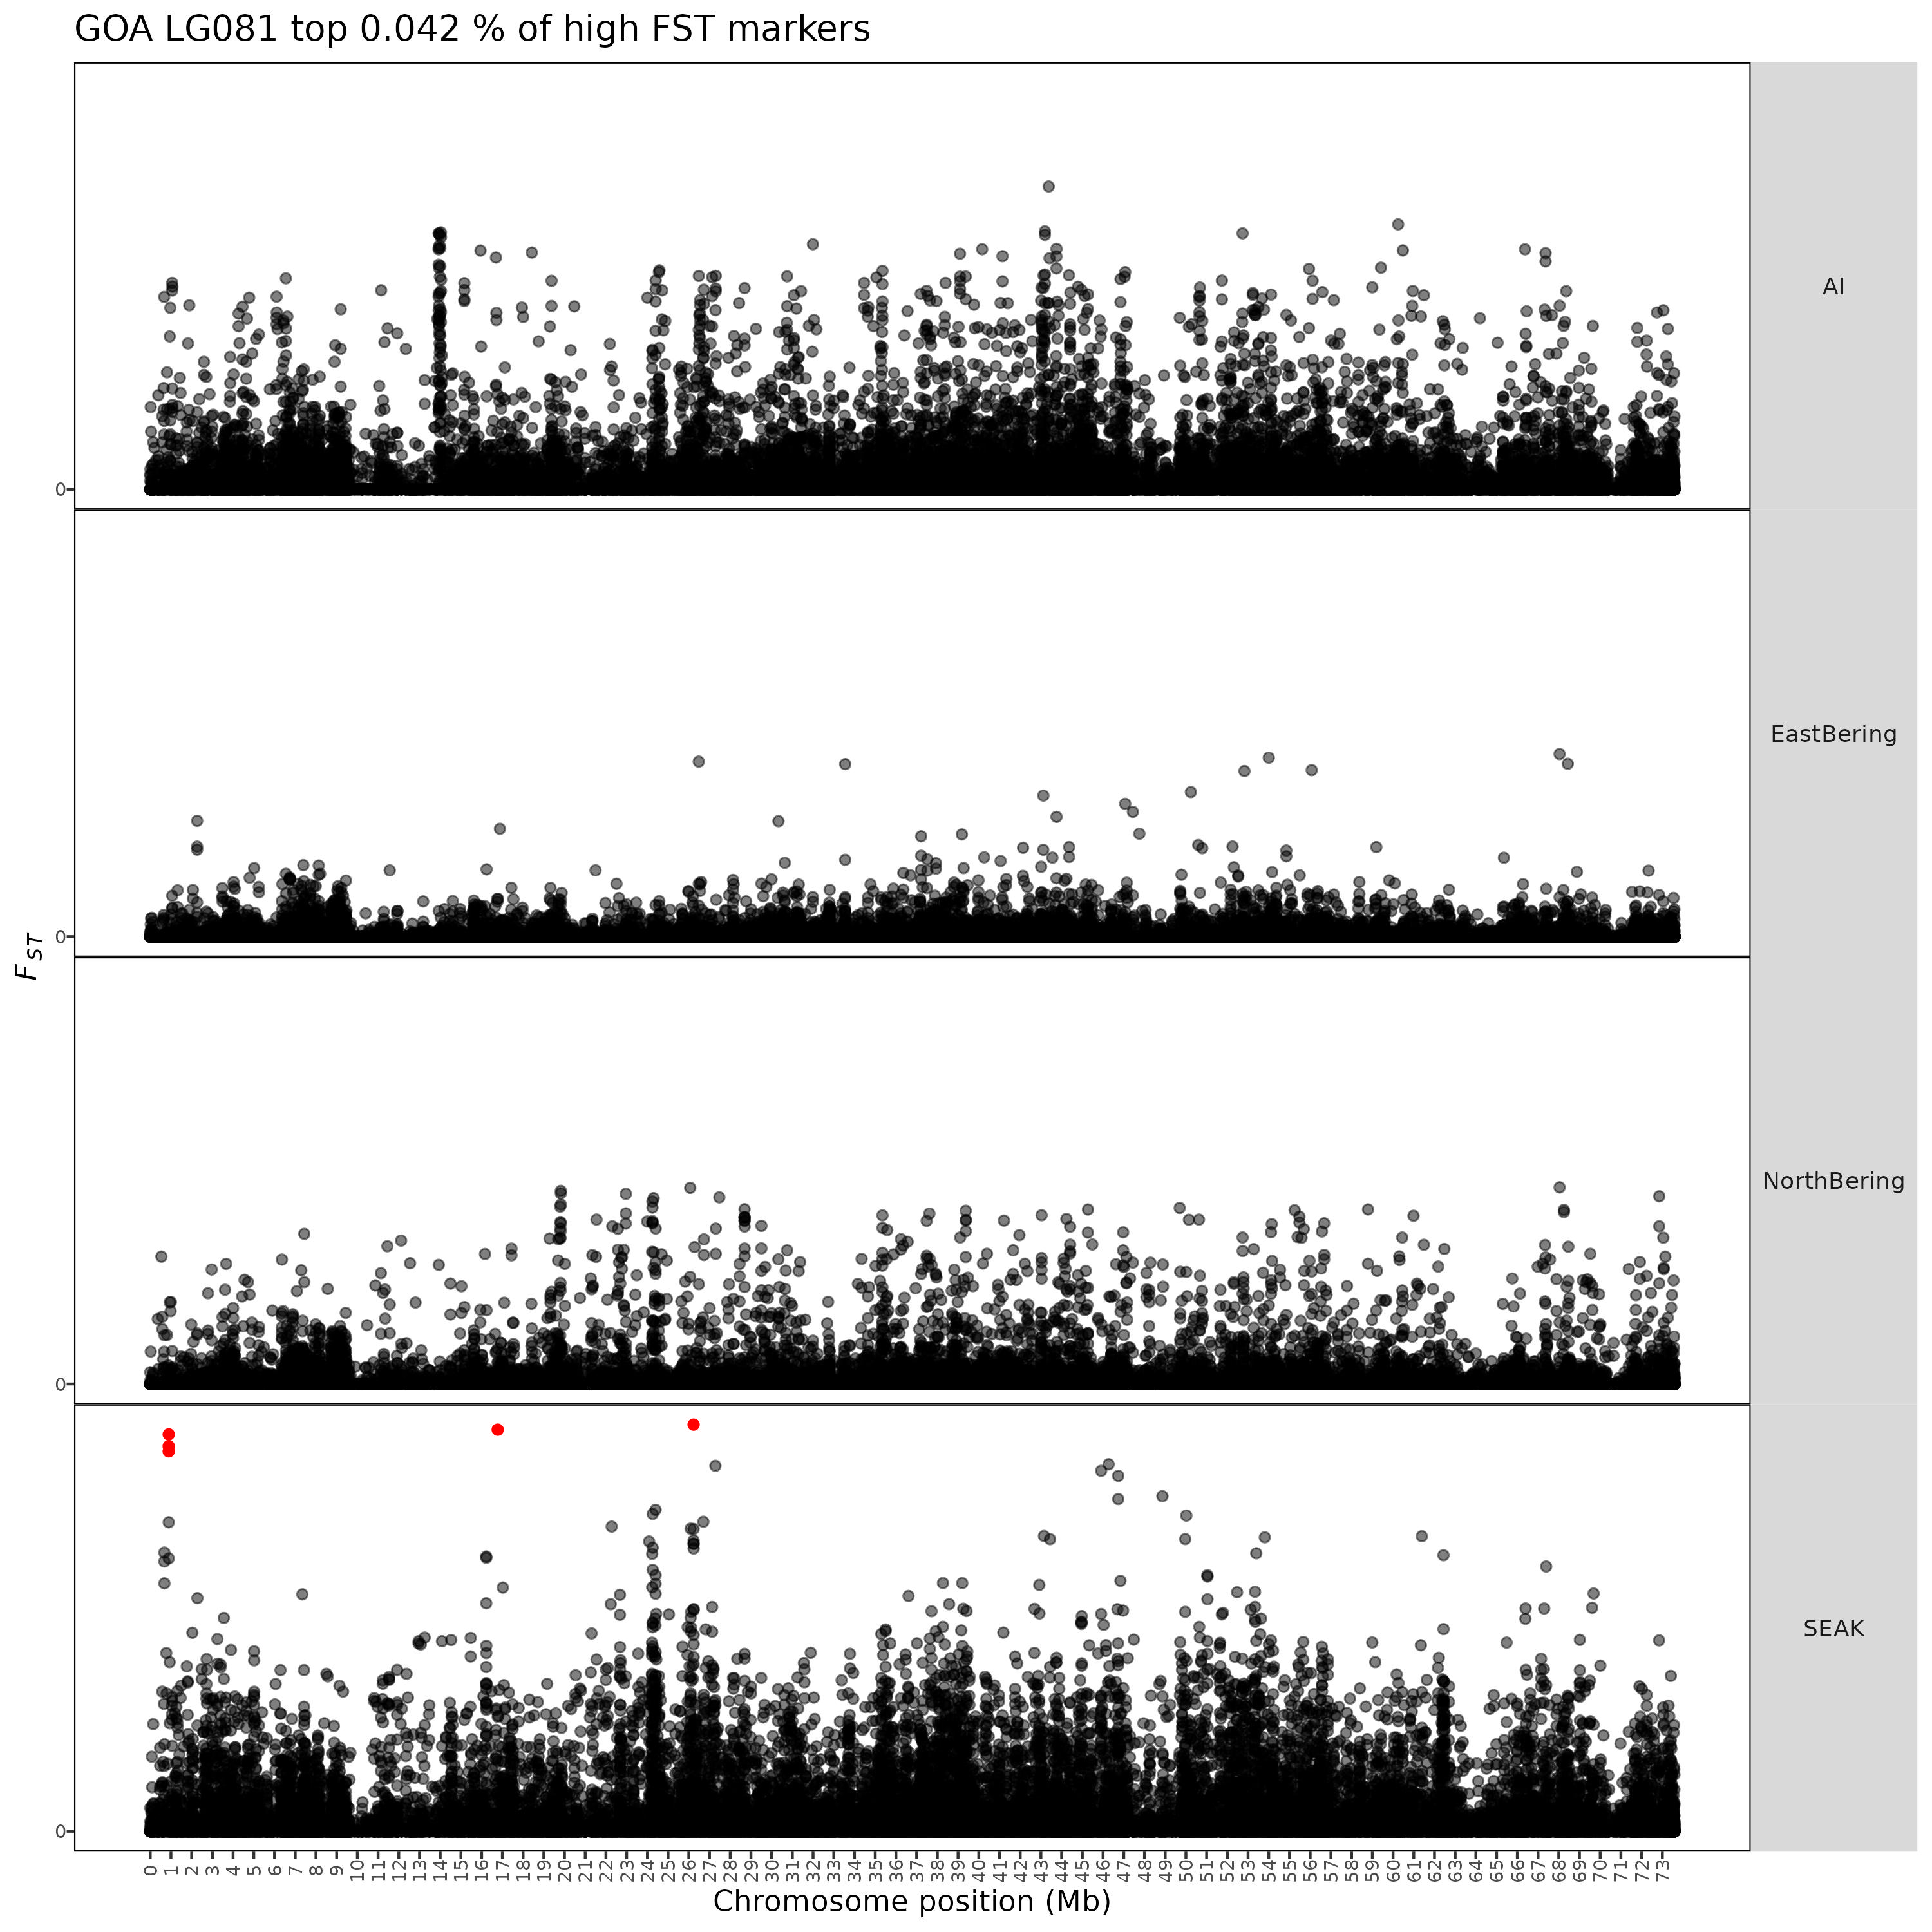 GOA LG081 top 0.042 % of high FST markers
AI
0
EastBering
0
FST
NorthBering
0
SEAK
0
0 1 2 3 4 5 6 7 8 9 10 11 12 13 14 15 16 17 18 19 20 21 22 23 24 25 26 27 28 29 30 31 32 33 34 35 36 37 38 39 40 41 42 43 44 45 46 47 48 49 50 51 52 53 54 55 56 57 58 59 60 61 62 63 64 65 66 67 68 69 70 71 72 73
Chromosome position (Mb)